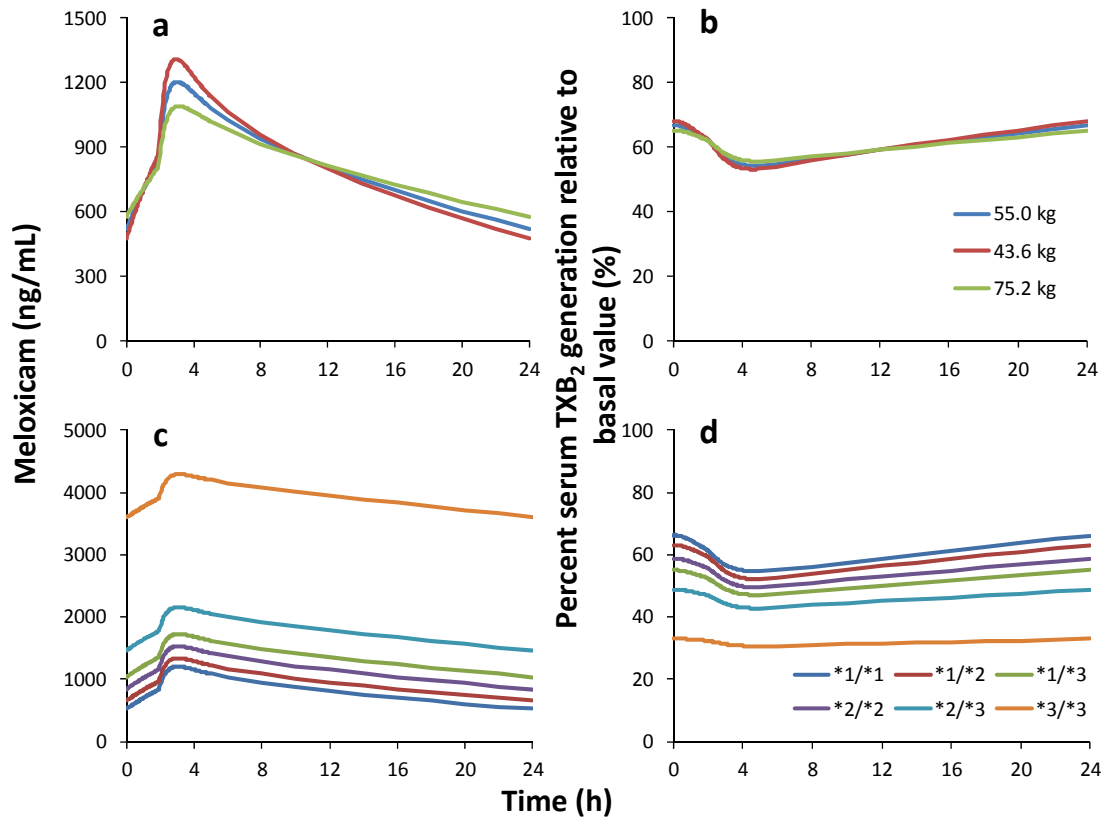 a
1500
1200
900
600
300
0
0 4 8 12 16 20 24
b
100
80
60
40
20
0
0 4 8 12 16 20 24
55.0 kg
43.6 kg
75.2 kg
c
5000
4000
3000
2000
1000
0
0 4 8 12 16 20 24
d
100
80
60
40
20
0
0 4 8 12 16 20 24
*1/*1 *1/*2 *1/*3
*2/*2 *2/*3 *3/*3
Meloxicam (ng/mL)
Percent serum TXB₂ generation relative to
basal value (%)
Time (h)